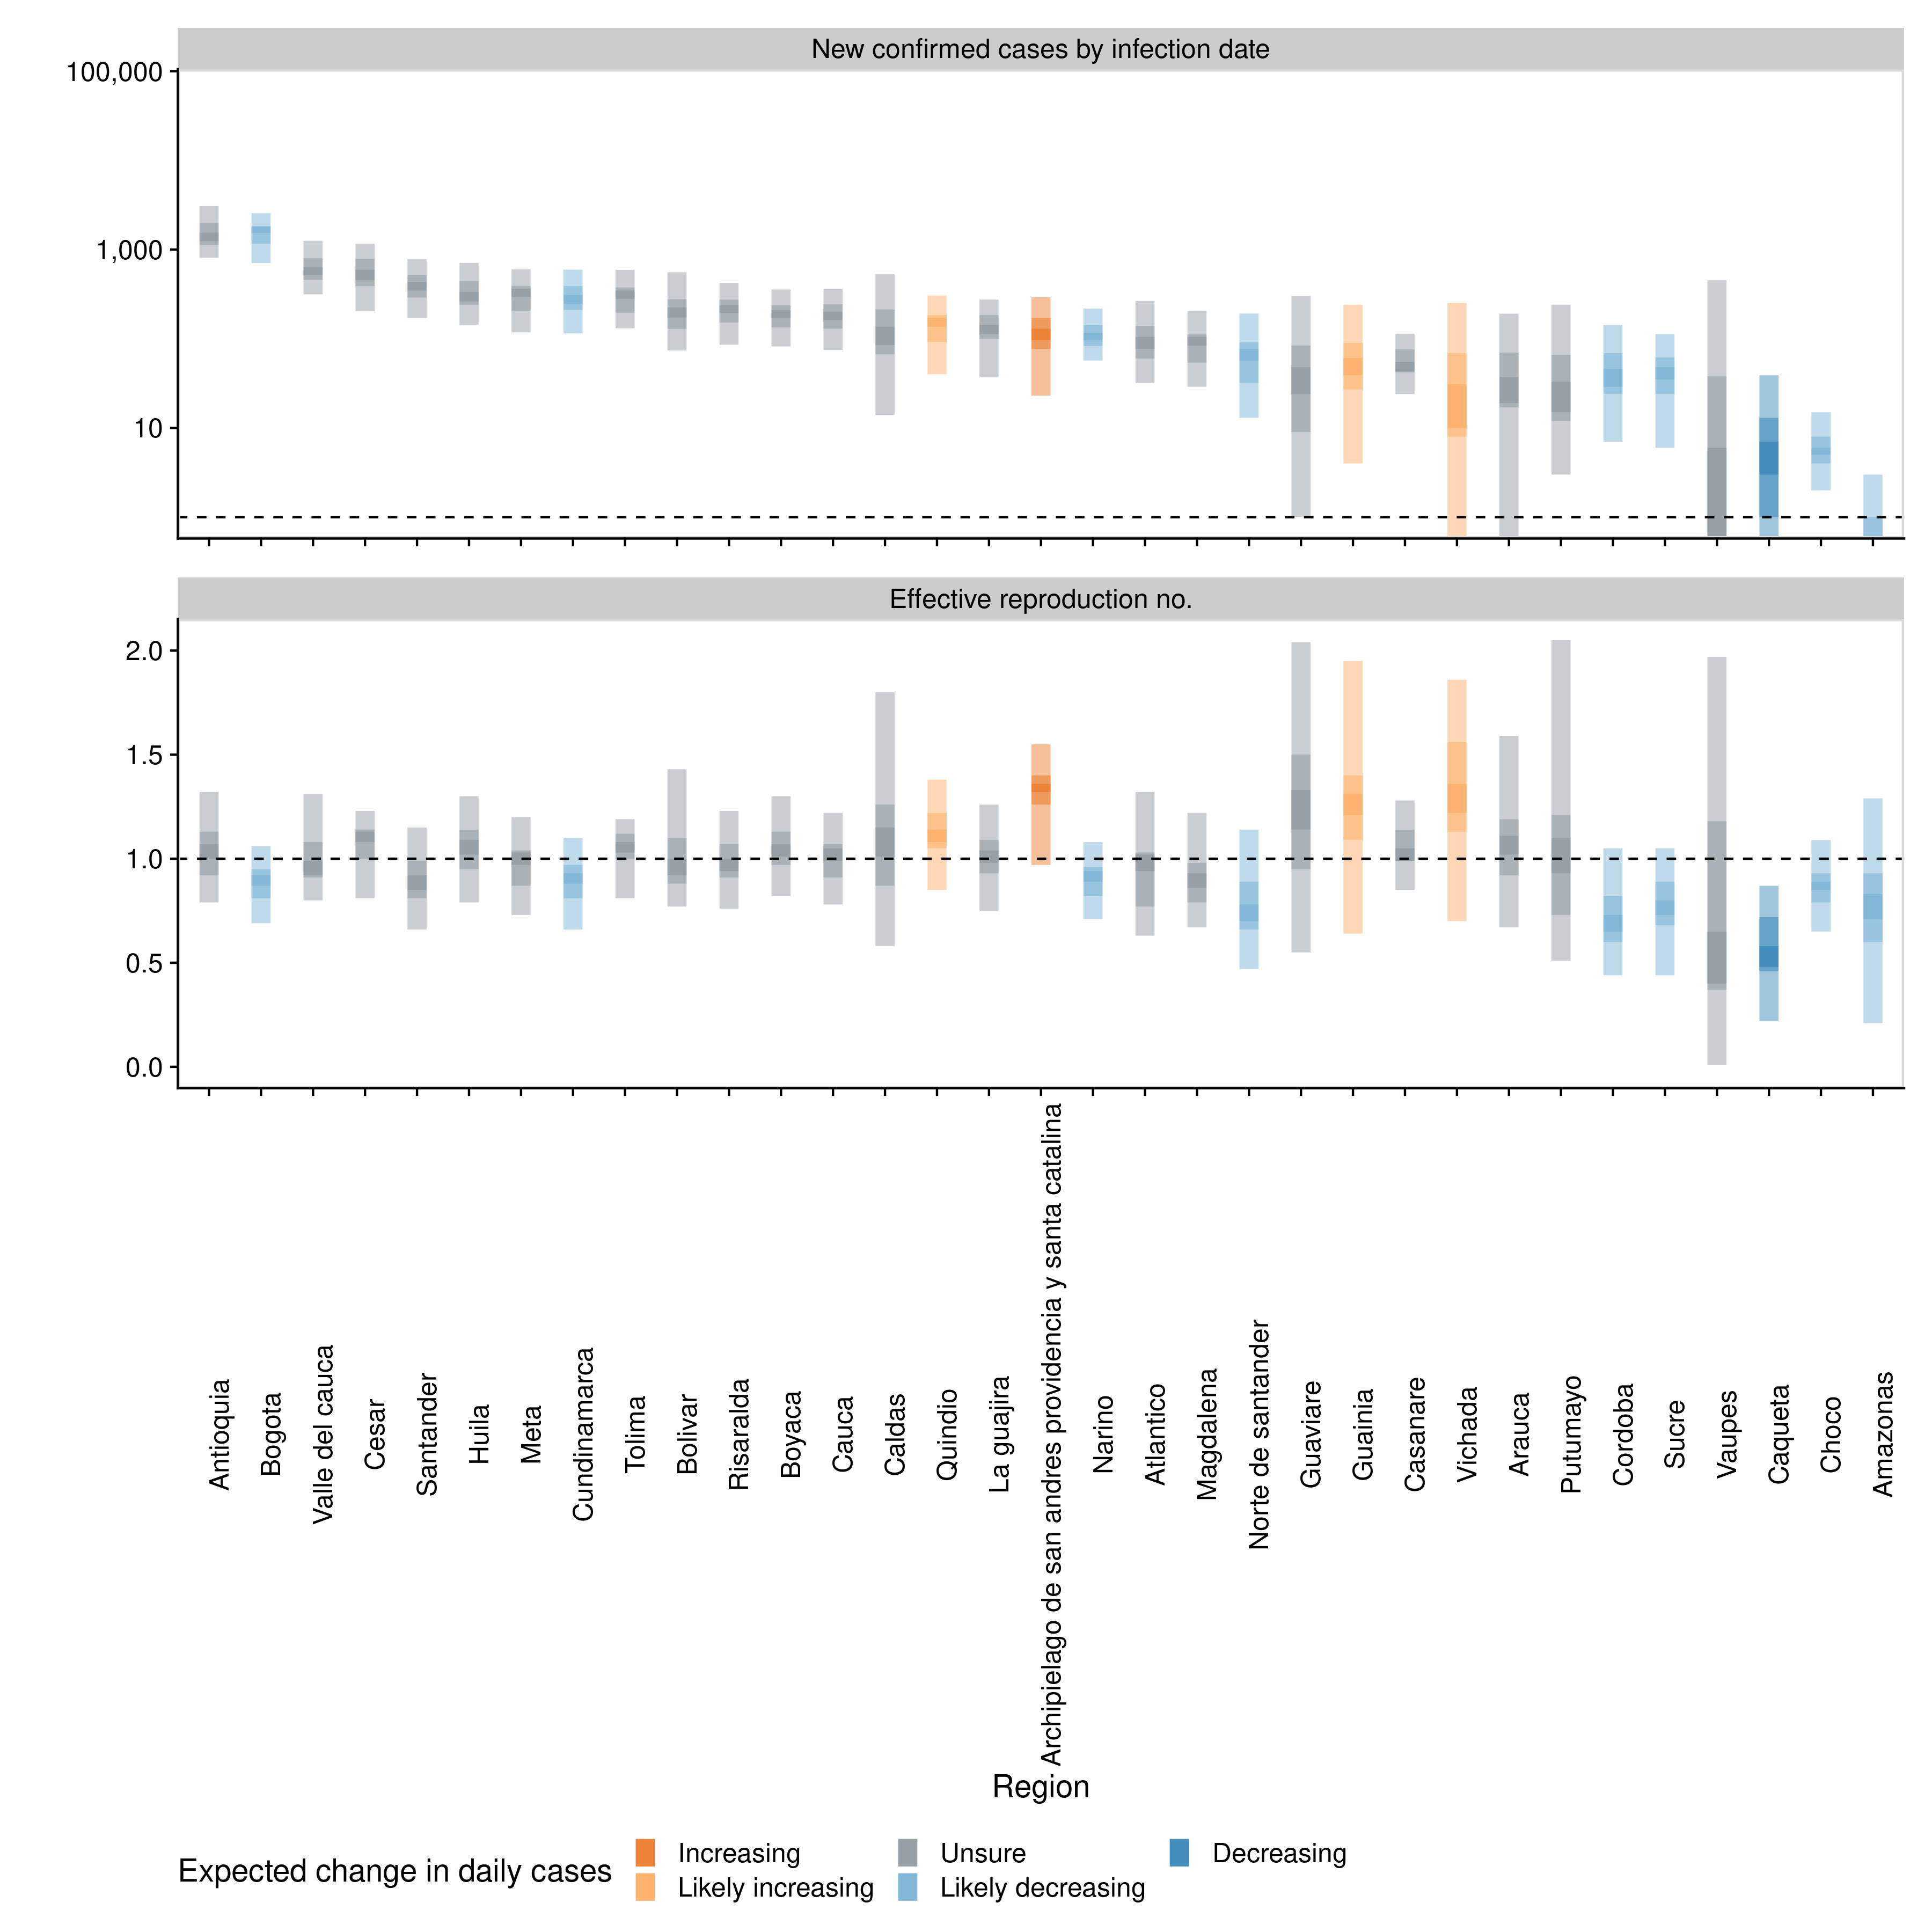 New confirmed cases by infection date
100,000
1,000
10
Effective reproduction no.
2.0
1.5
1.0
0.5
0.0
Antioquia
Bogota
Valle del cauca
Cesar
Santander
Huila
Meta
Cundinamarca
Tolima
Bolivar
Risaralda
Boyaca
Cauca
Caldas
Quindio
La guajira
Archipielago de san andres providencia y santa catalina
Narino
Atlantico
Magdalena
Norte de santander
Guaviare
Guainia
Casanare
Vichada
Arauca
Putumayo
Cordoba
Sucre
Vaupes
Caqueta
Choco
Amazonas
Region
Expected change in daily cases
Increasing
Likely increasing
Unsure
Likely decreasing
Decreasing